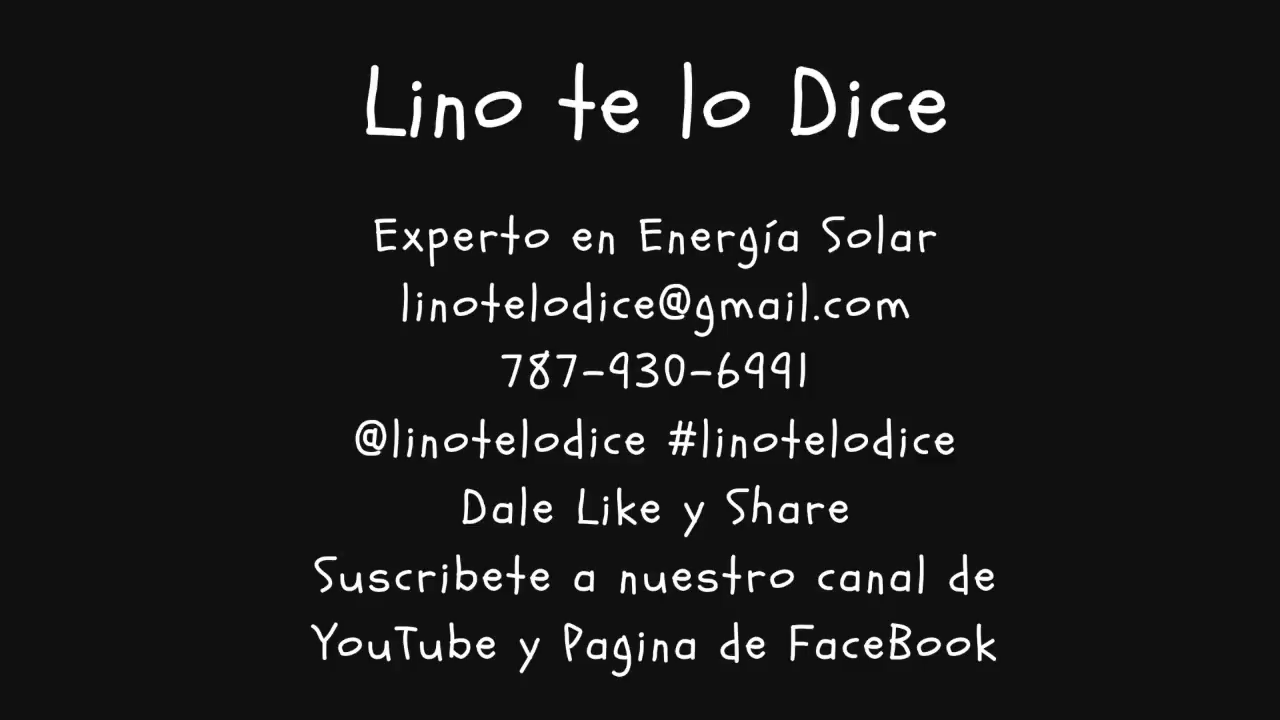 Lino te lo Dice
Experto en Energía Solar
linotelodice@gmail.com
787-930-6991
@linotelodice #linotelodice
Dale Like y Share
Suscribete a nuestro canal de
YouTube y Pagina de FaceBook